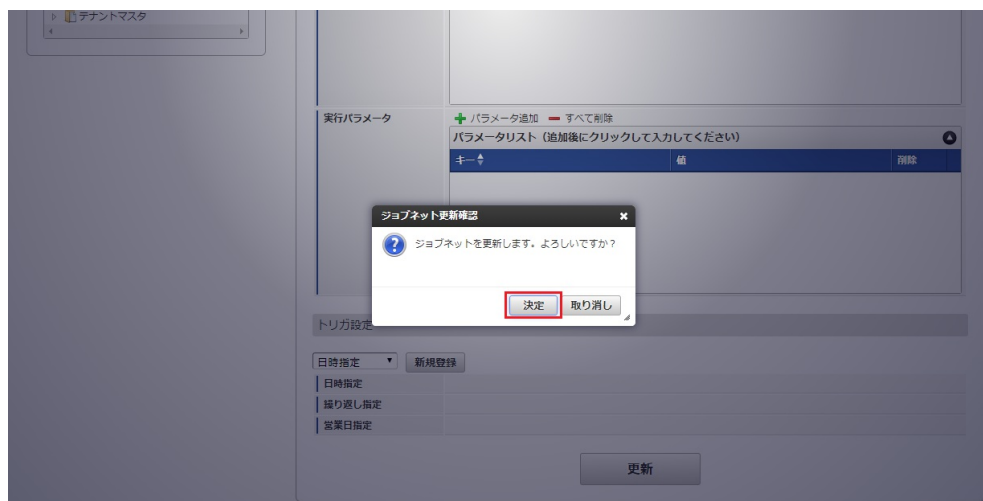 テナントマスタ
実行パラメータ
パラメータ追加 すべて削除
パラメータリスト（追加後にクリックして入力してください）
キー 値 削除
ジョブネット更新確認
ジョブネットを更新します。よろしいですか？
決定 取り消し
トリガ設定
日時指定 新規登録
日時指定
繰り返し指定
営業日指定
更新